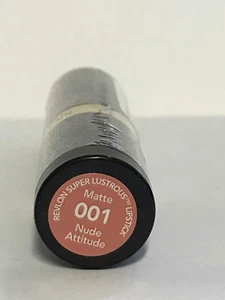 REVLON SUPER LUSTROUS™ LIPSTICK
Matte
001
Nude
Attitude